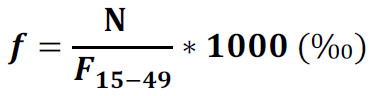 f = N / F₁₅₋₄₉ * 1000 (‰)